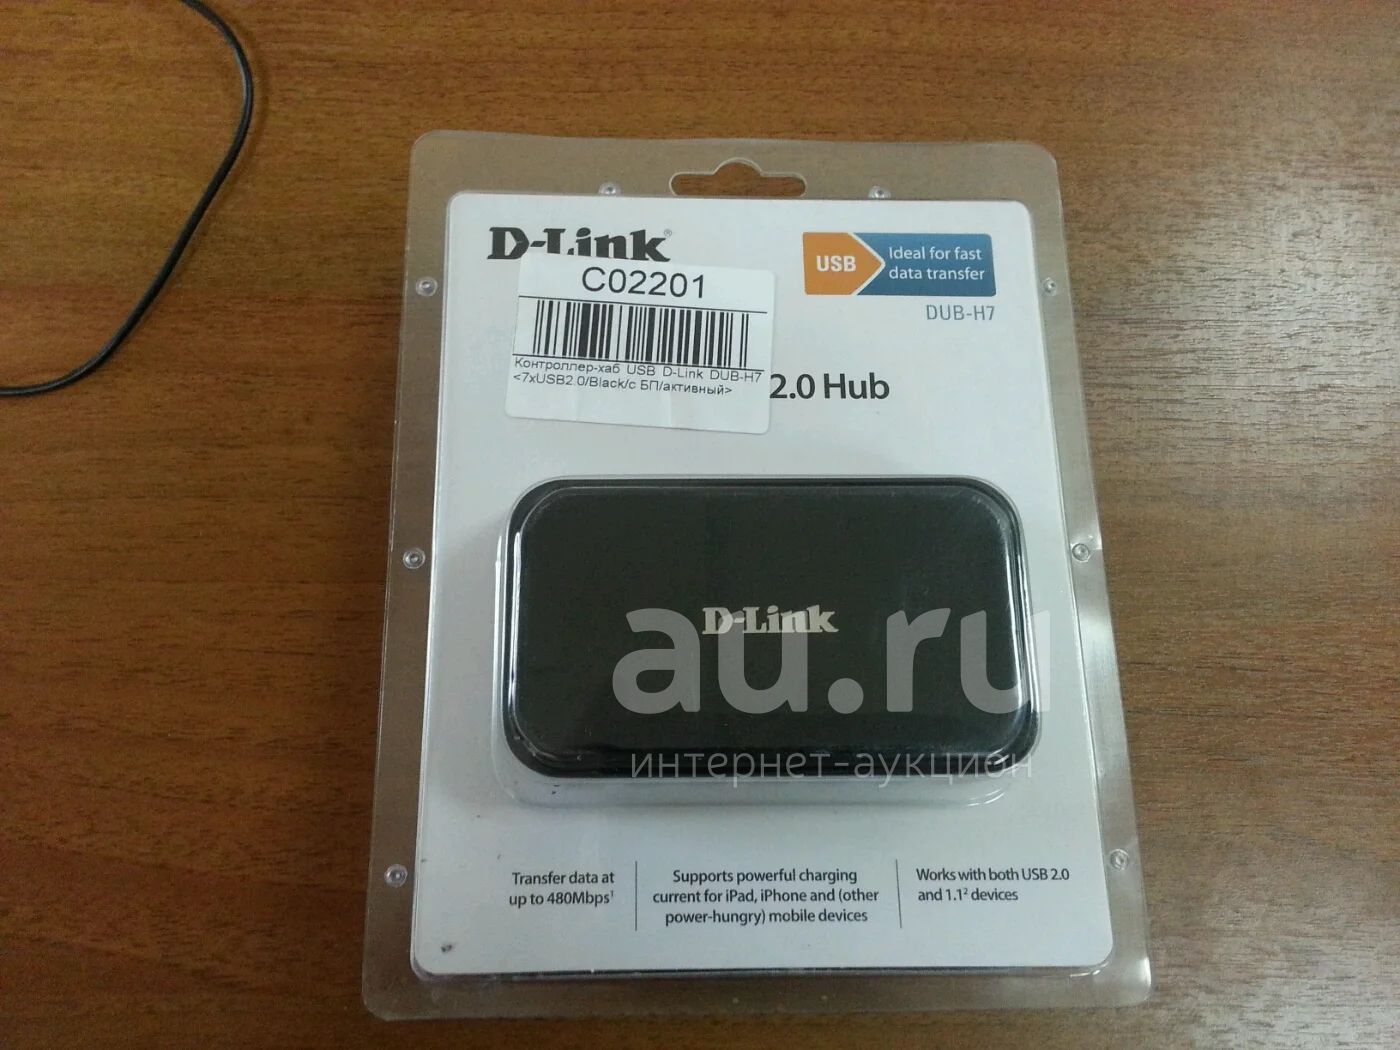 D-Link®
USB
Ideal for fast
data transfer
DUB-H7
C02201
Контроллер-хаб USB D-Link DUB-H7
<7xUSB2.0/Black/с БП/активный>
2.0 Hub
D-Link
au.ru
интернет-аукцион
Transfer data at
up to 480Mbps¹
Supports powerful charging
current for iPad, iPhone and (other
power-hungry) mobile devices
Works with both USB 2.0
and 1.1² devices